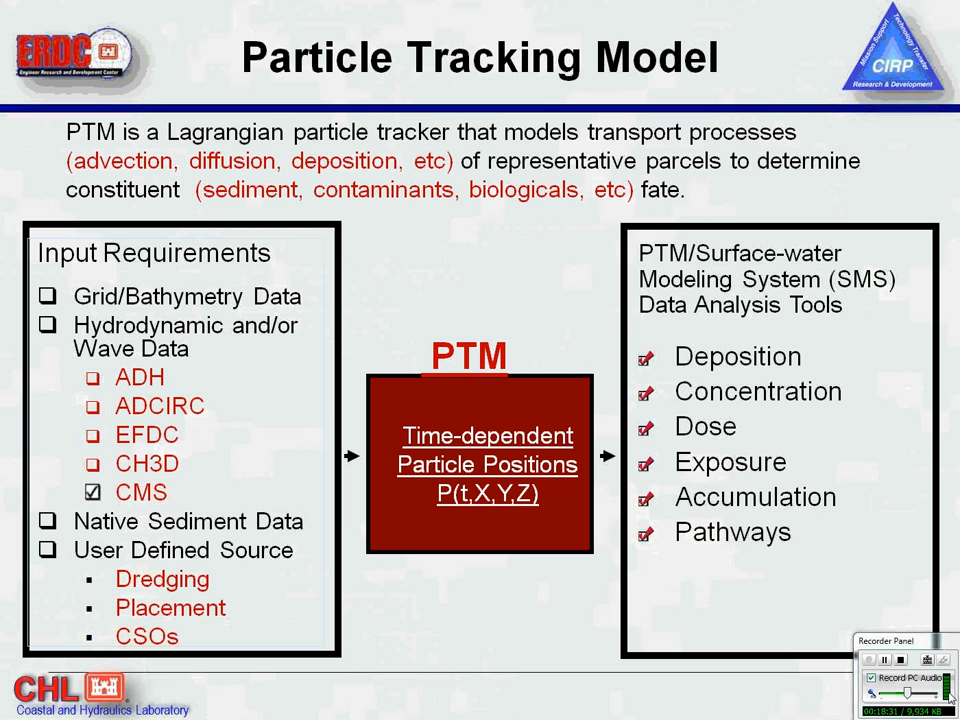 ERDC
Engineer Research and Development Center
Particle Tracking Model
Mission Support
Technology Transfer
CIRP
Research & Development
PTM is a Lagrangian particle tracker that models transport processes
(advection, diffusion, deposition, etc) of representative parcels to determine
constituent (sediment, contaminants, biologicals, etc) fate.
Input Requirements
Grid/Bathymetry Data
Hydrodynamic and/or
Wave Data
ADH
ADCIRC
EFDC
CH3D
CMS
Native Sediment Data
User Defined Source
Dredging
Placement
CSOs
PTM
Time-dependent
Particle Positions
P(t,X,Y,Z)
PTM/Surface-water
Modeling System (SMS)
Data Analysis Tools
Deposition
Concentration
Dose
Exposure
Accumulation
Pathways
CHL
Coastal and Hydraulics Laboratory
Recorder Panel
Record PC Audio
00:18:31 / 9,934 KB